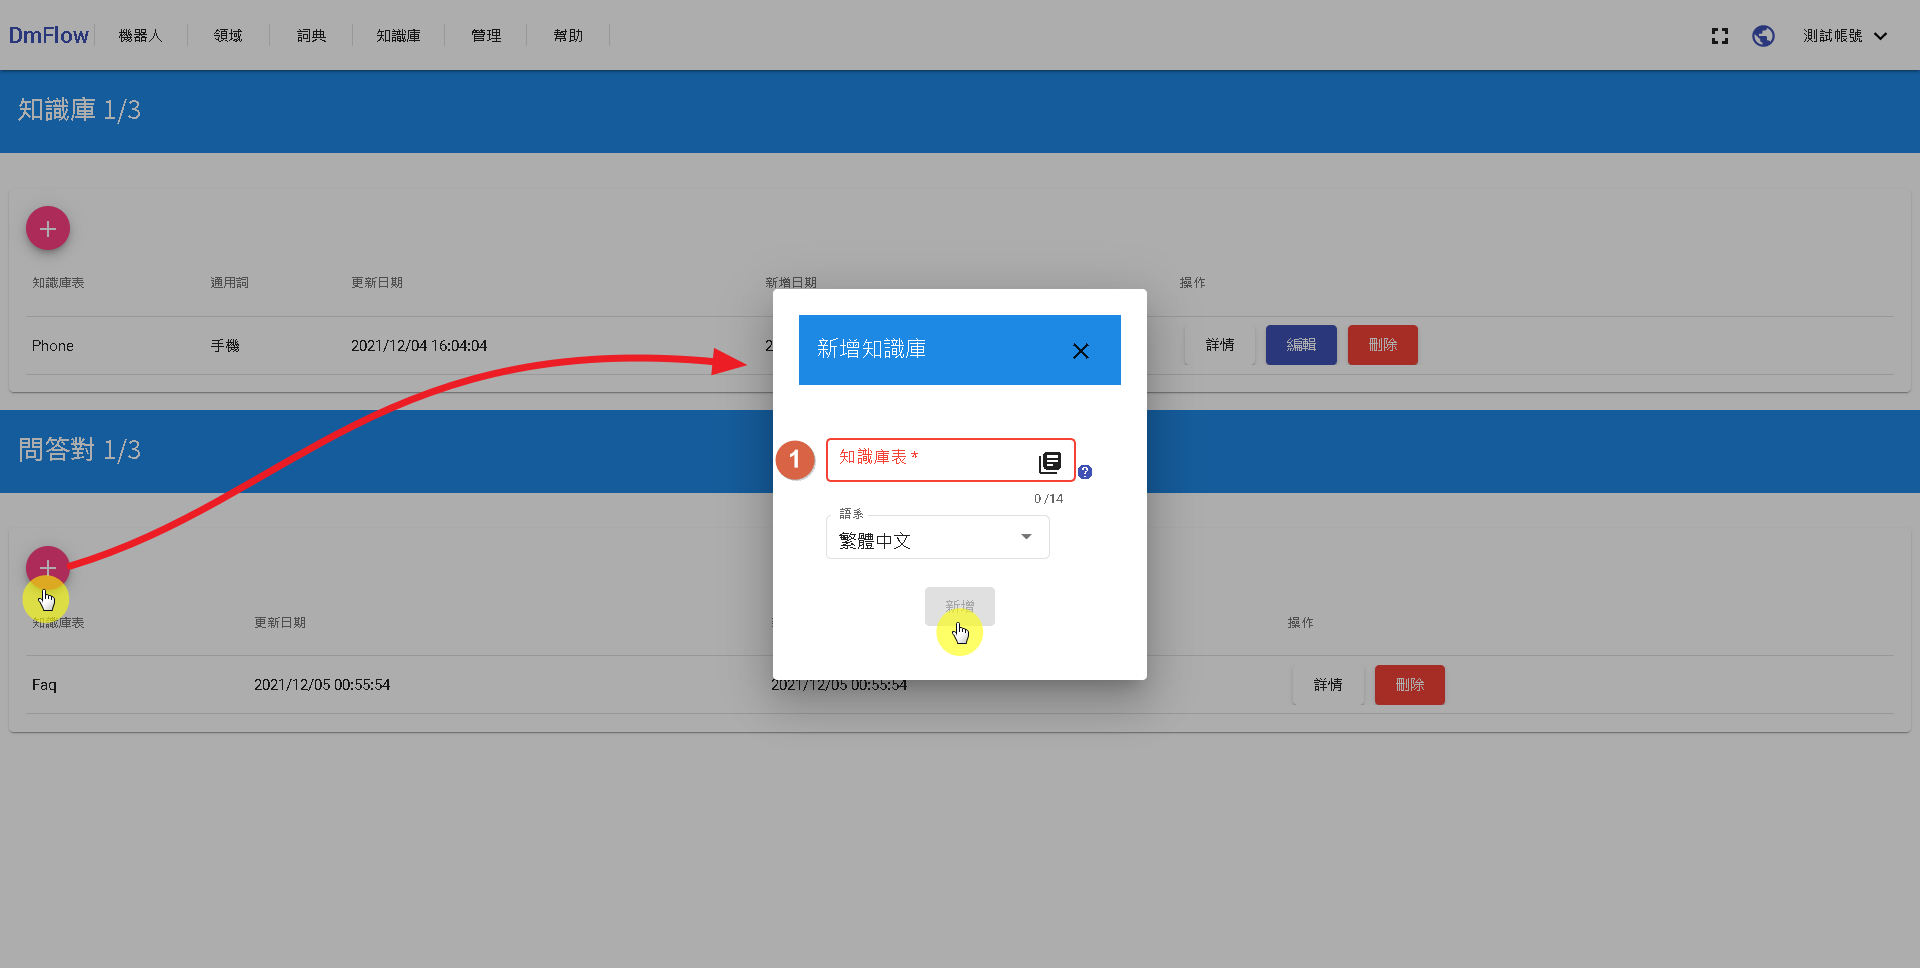 DmFlow 機器人 領域 詞典 知識庫 管理 幫助 測試帳號
知識庫 1/3
知識庫表 通用詞 更新日期 新增日期 操作
Phone 手機 2021/12/04 16:04:04 2 詳情 編輯 刪除
新增知識庫
問答對 1/3
1 知識庫表 *
?
0 /14
語系
繁體中文
新增
知識庫表 更新日期 操作
Faq 2021/12/05 00:55:54 2021/12/05 00:55:54 詳情 刪除